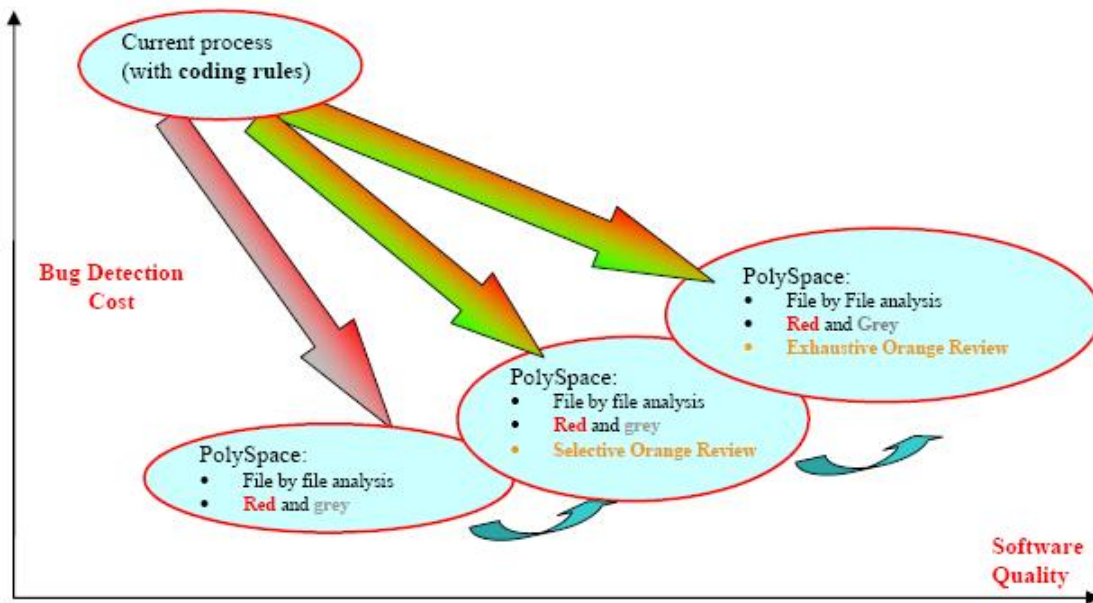 Current process
(with coding rules)
Bug Detection
Cost
PolySpace:
• File by File analysis
• Red and Grey
• Exhaustive Orange Review
PolySpace:
• File by file analysis
• Red and grey
• Selective Orange Review
PolySpace:
• File by file analysis
• Red and grey
Software
Quality